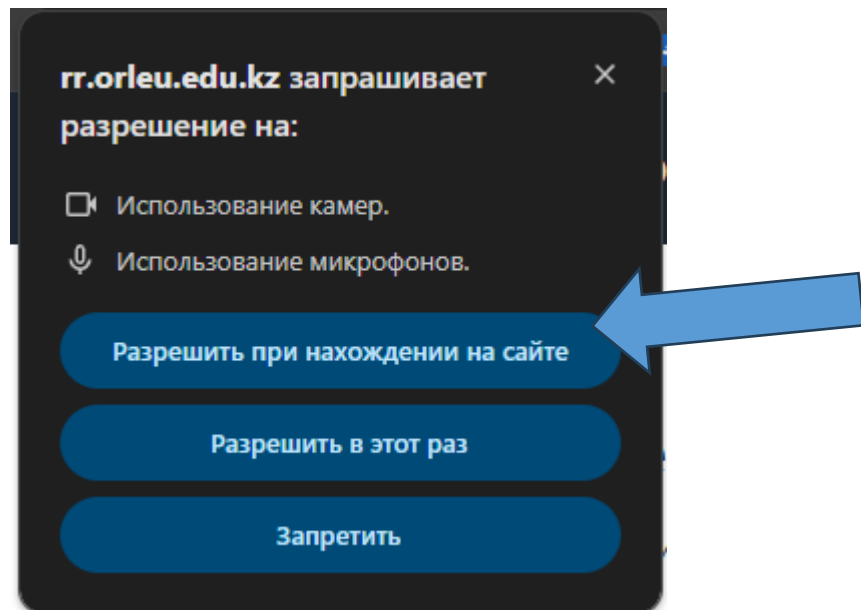 rr.orleu.edu.kz запрашивает
разрешение на:
Использование камер.
Использование микрофонов.
Разрешить при нахождении на сайте
Разрешить в этот раз
Запретить